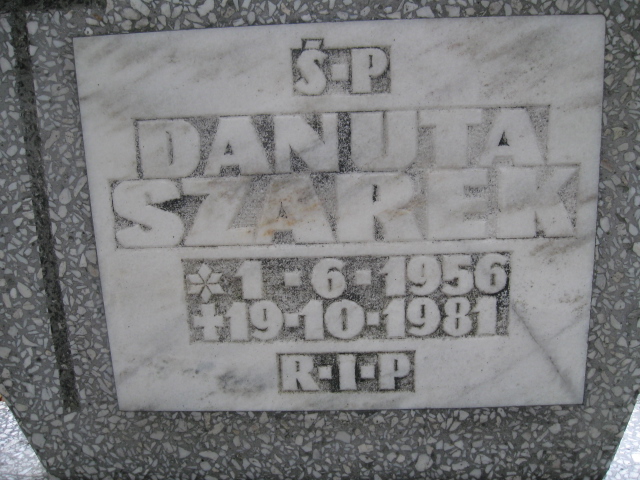 Ś-P
DANUTA
SZAREK
* 1-6-1956
✝19-10-1981
R-I-P